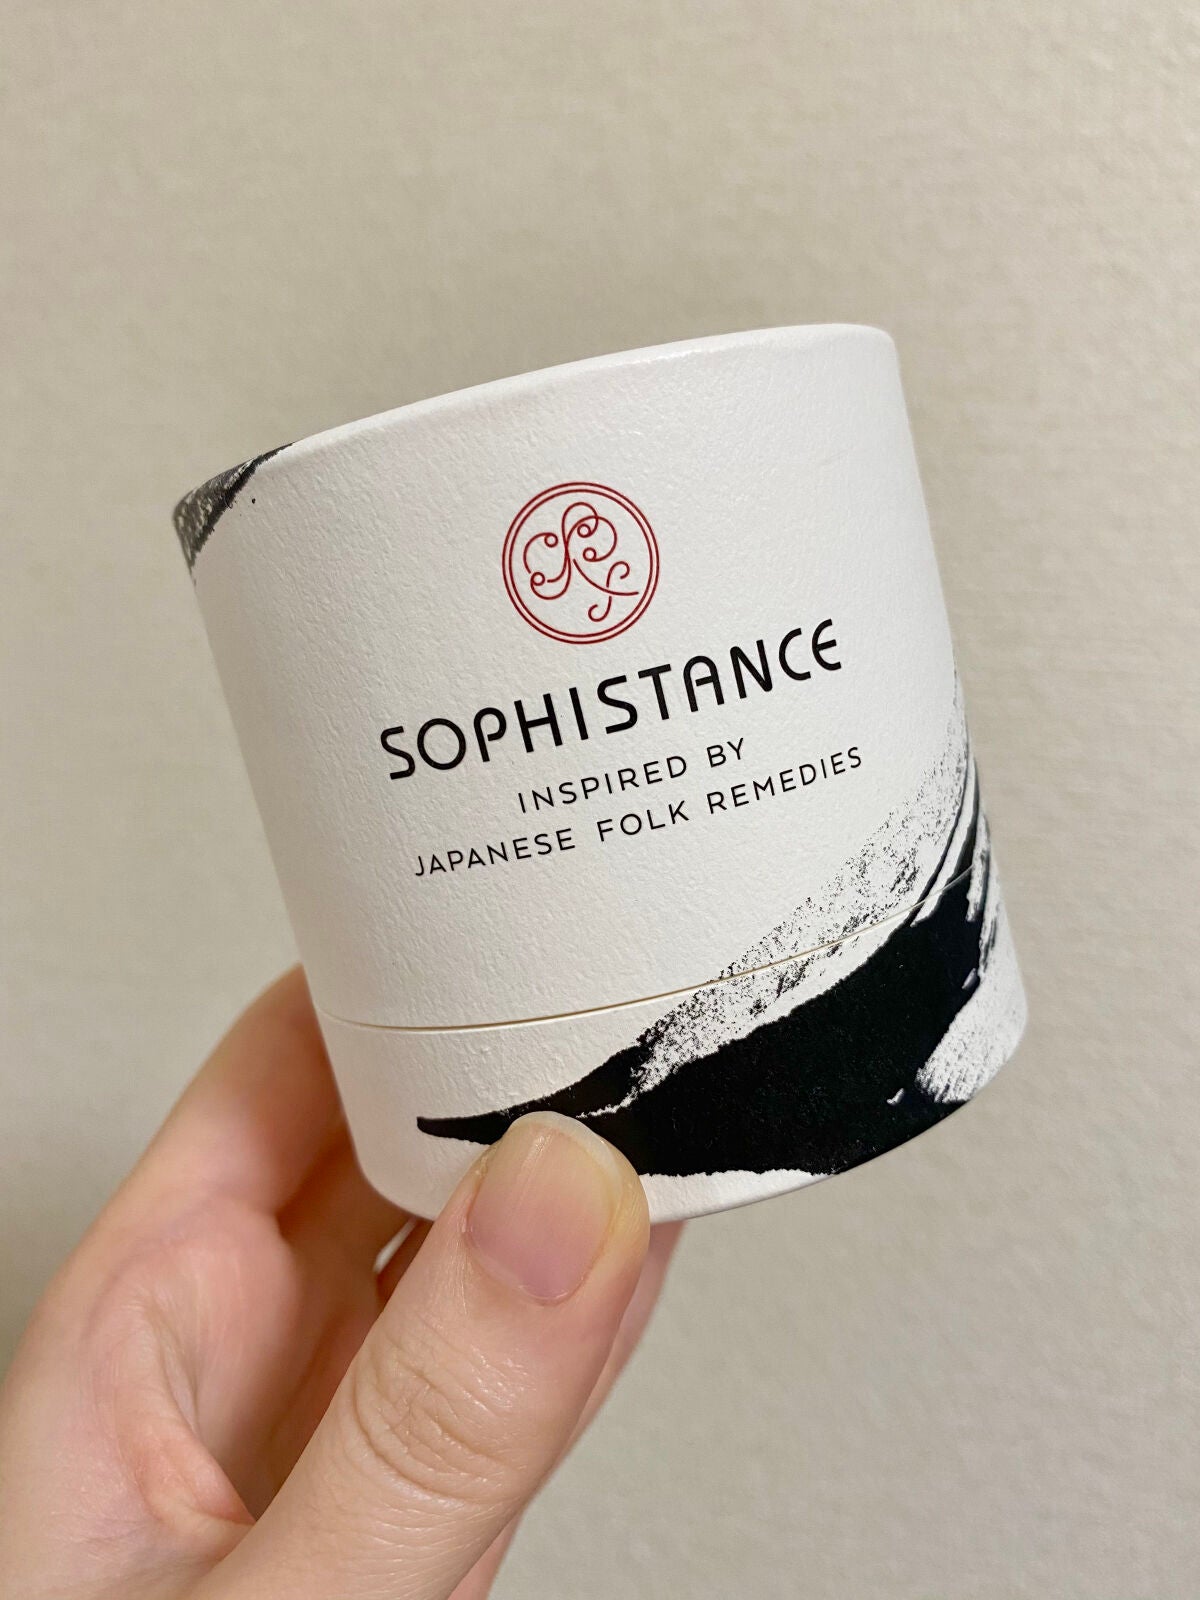 SOPHISTANCE
INSPIRED BY
JAPANESE FOLK REMEDIES